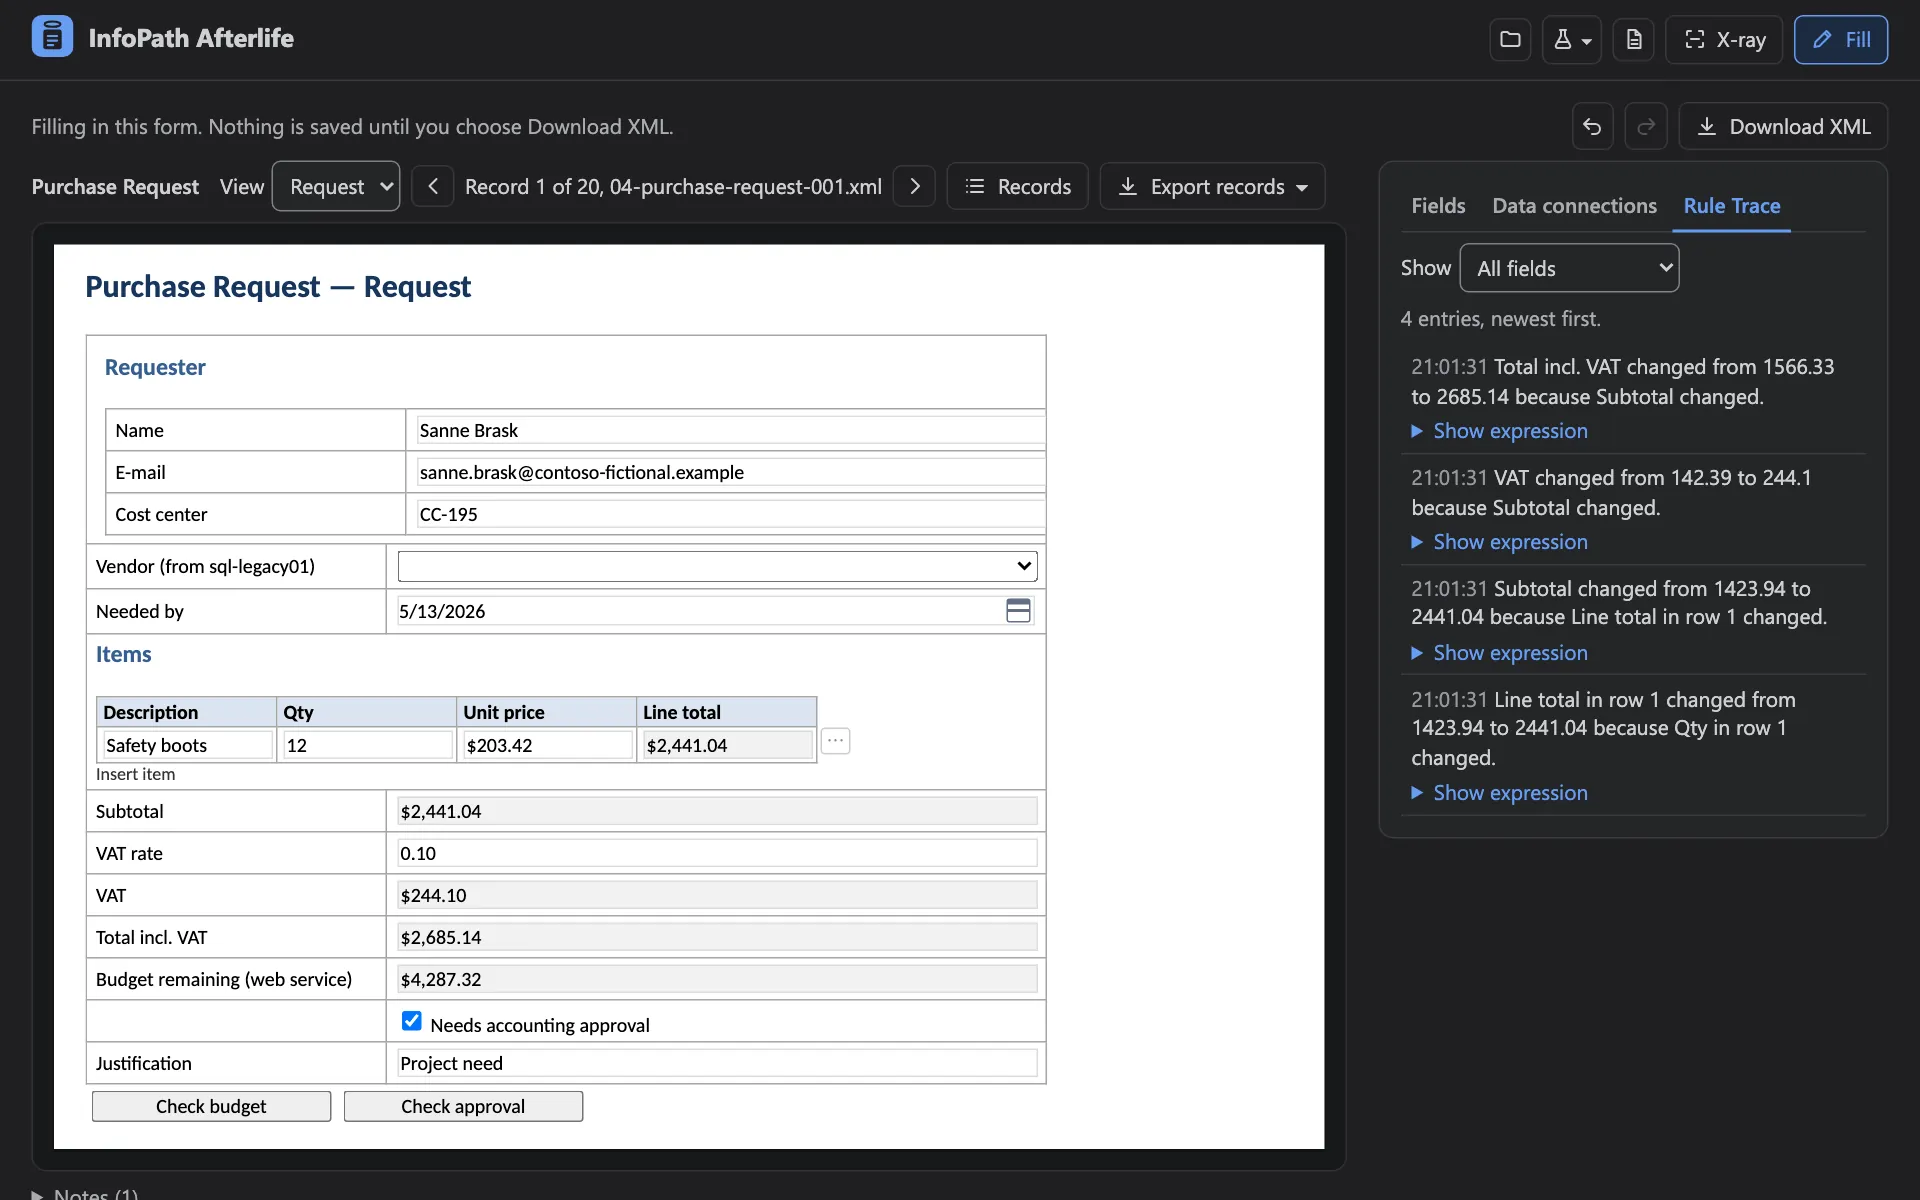 InfoPath Afterlife
X-ray
Fill
Filling in this form. Nothing is saved until you choose Download XML.
Download XML
Purchase Request View Request Record 1 of 20, 04-purchase-request-001.xml Records Export records
Purchase Request — Request
Requester
Name Sanne Brask
E-mail sanne.brask@contoso-fictional.example
Cost center CC-195
Vendor (from sql-legacy01)
Needed by 5/13/2026
Items
Description Qty Unit price Line total
Safety boots 12 $203.42 $2,441.04
Insert item
Subtotal $2,441.04
VAT rate 0.10
VAT $244.10
Total incl. VAT $2,685.14
Budget remaining (web service) $4,287.32
Needs accounting approval
Justification Project need
Check budget Check approval
Notes (1)
Fields Data connections Rule Trace
Show All fields
4 entries, newest first.
21:01:31 Total incl. VAT changed from 1566.33
to 2685.14 because Subtotal changed.
Show expression
21:01:31 VAT changed from 142.39 to 244.1
because Subtotal changed.
Show expression
21:01:31 Subtotal changed from 1423.94 to
2441.04 because Line total in row 1 changed.
Show expression
21:01:31 Line total in row 1 changed from
1423.94 to 2441.04 because Qty in row 1
changed.
Show expression